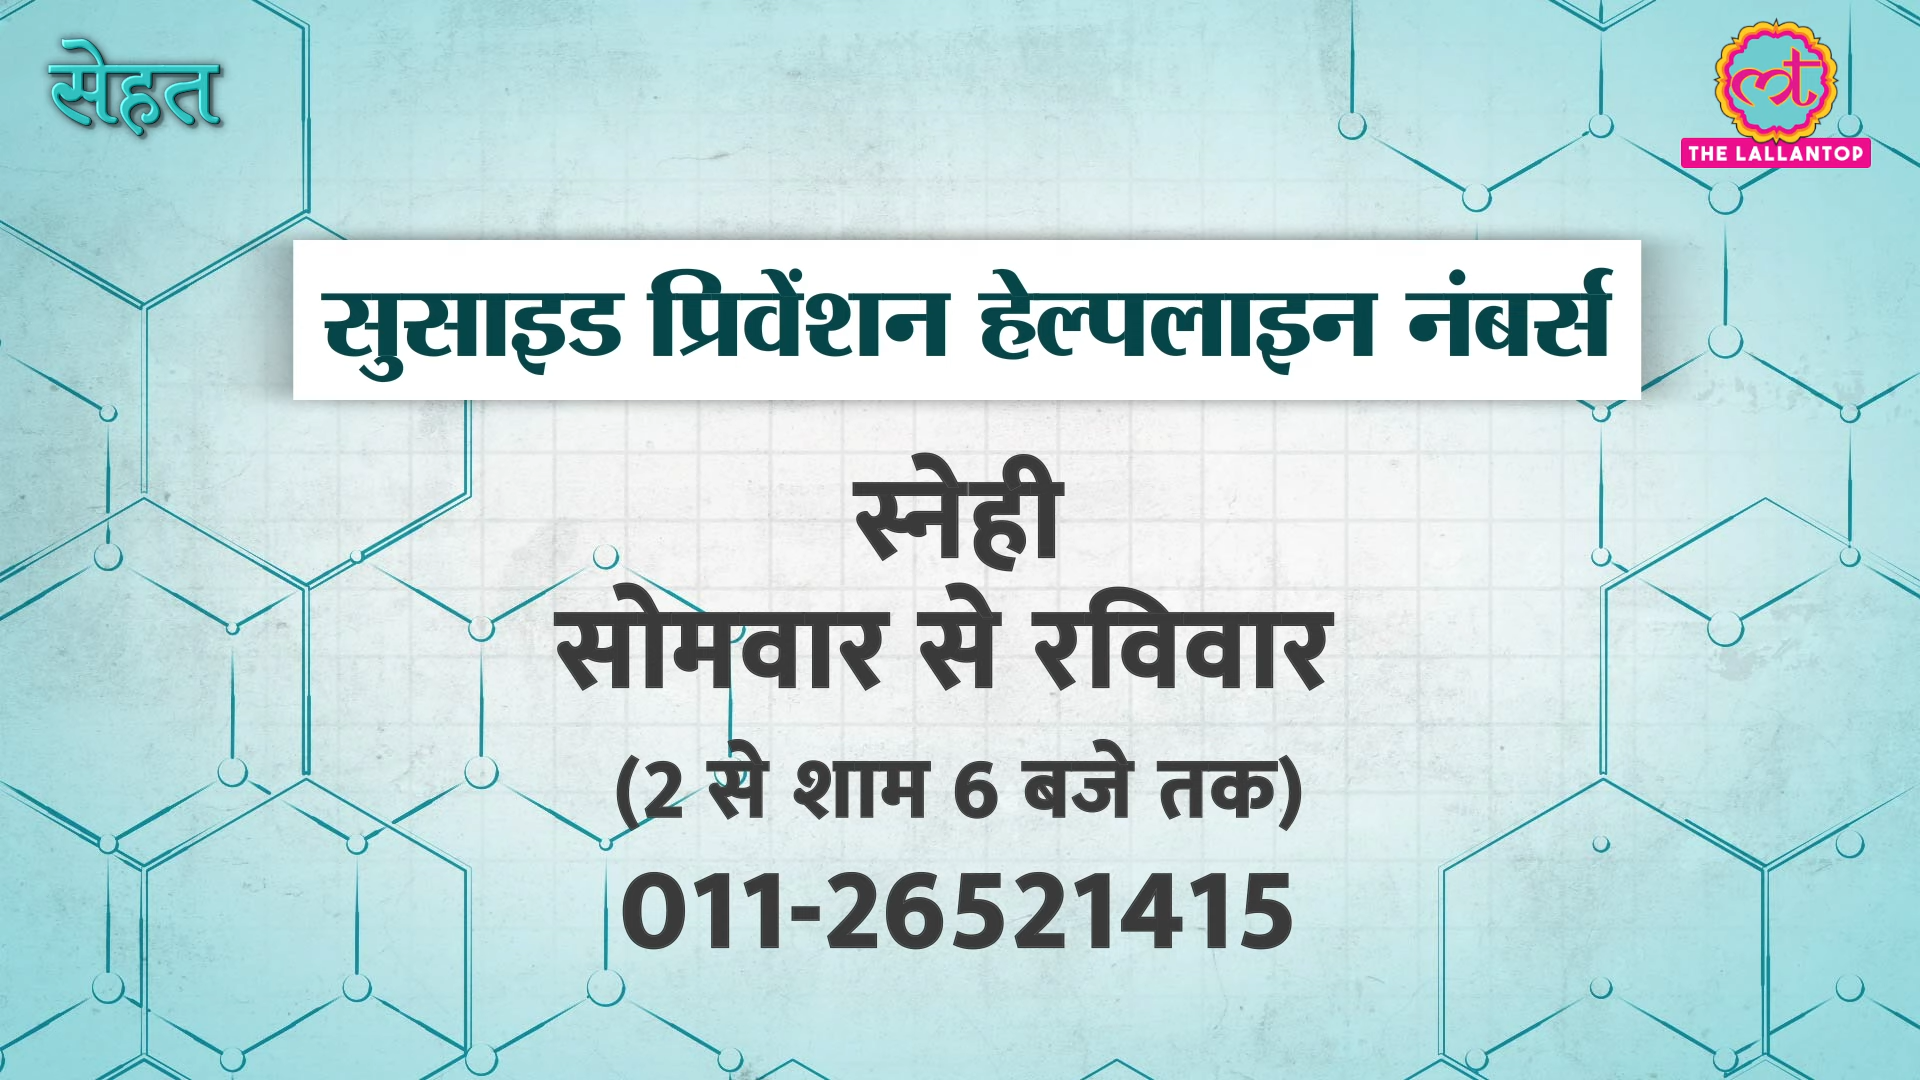 सेहत
THE LALLANTOP
सुसाइड प्रिवेंशन हेल्पलाइन नंबर्स
स्नेही
सोमवार से रविवार
(2 से शाम 6 बजे तक)
011-26521415